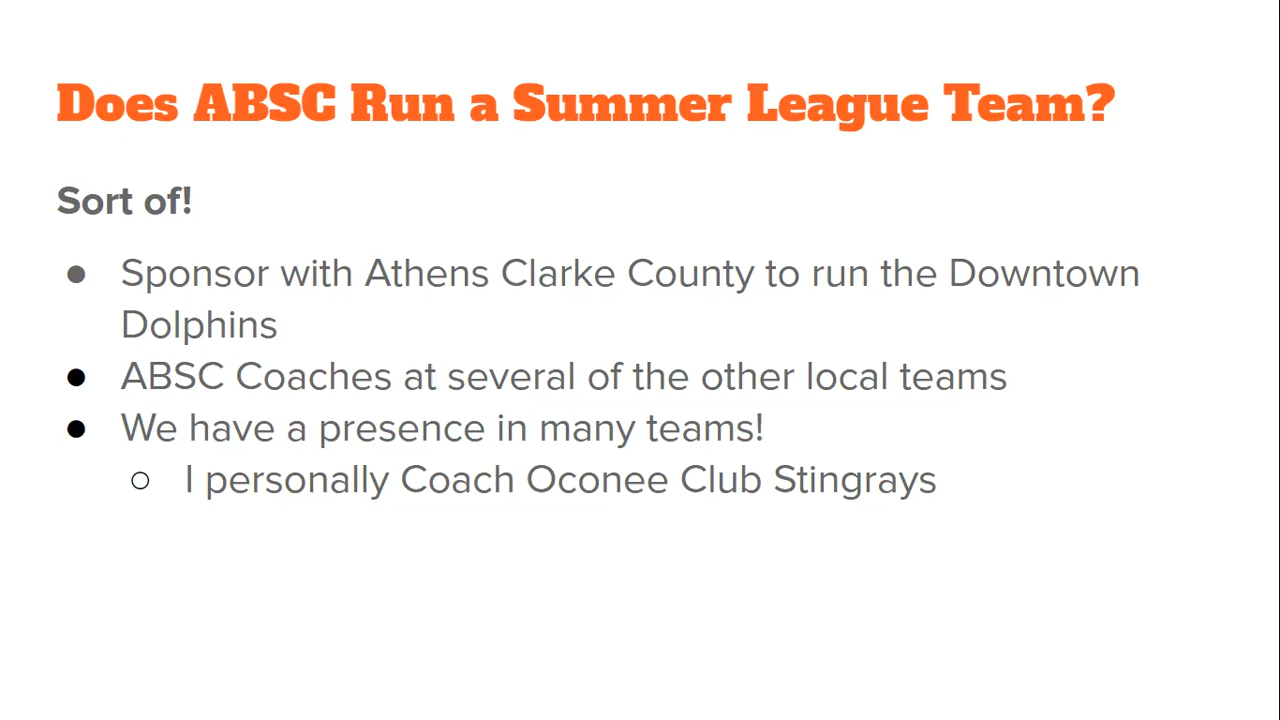 Does ABSC Run a Summer League Team?
Sort of!
● Sponsor with Athens Clarke County to run the Downtown
Dolphins
● ABSC Coaches at several of the other local teams
● We have a presence in many teams!
○ I personally Coach Oconee Club Stingrays